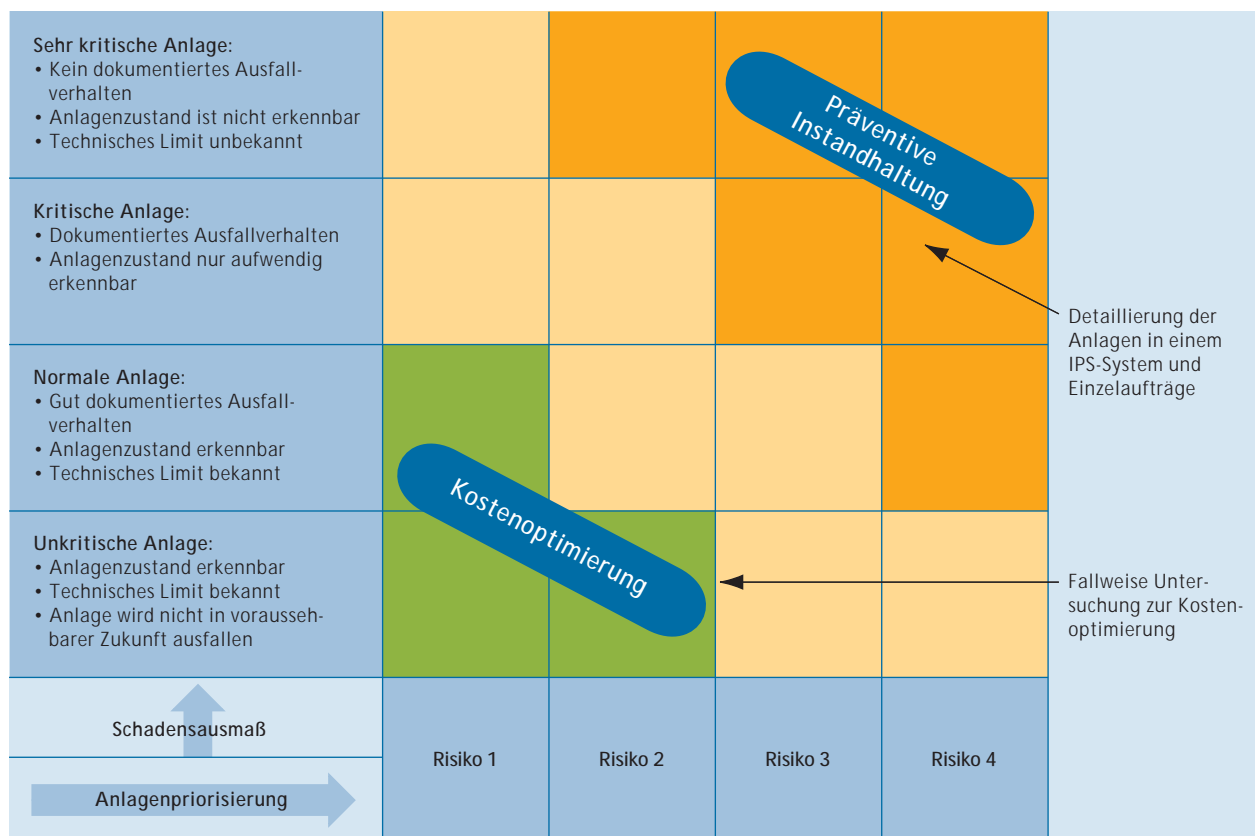 Sehr kritische Anlage:
• Kein dokumentiertes Ausfall-
verhalten
• Anlagenzustand ist nicht erkennbar
• Technisches Limit unbekannt
Präventive
Instandhaltung
Kritische Anlage:
• Dokumentiertes Ausfallverhalten
• Anlagenzustand nur aufwendig
erkennbar
Detaillierung der
Anlagen in einem
IPS-System und
Einzelaufträge
Normale Anlage:
• Gut dokumentiertes Ausfall-
verhalten
• Anlagenzustand erkennbar
• Technisches Limit bekannt
Kostenoptimierung
Unkritische Anlage:
• Anlagenzustand erkennbar
• Technisches Limit bekannt
• Anlage wird nicht in vorausseh-
barer Zukunft ausfallen
Fallweise Unter-
suchung zur Kosten-
optimierung
Schadensausmaß
Anlagenpriorisierung
Risiko 1
Risiko 2
Risiko 3
Risiko 4